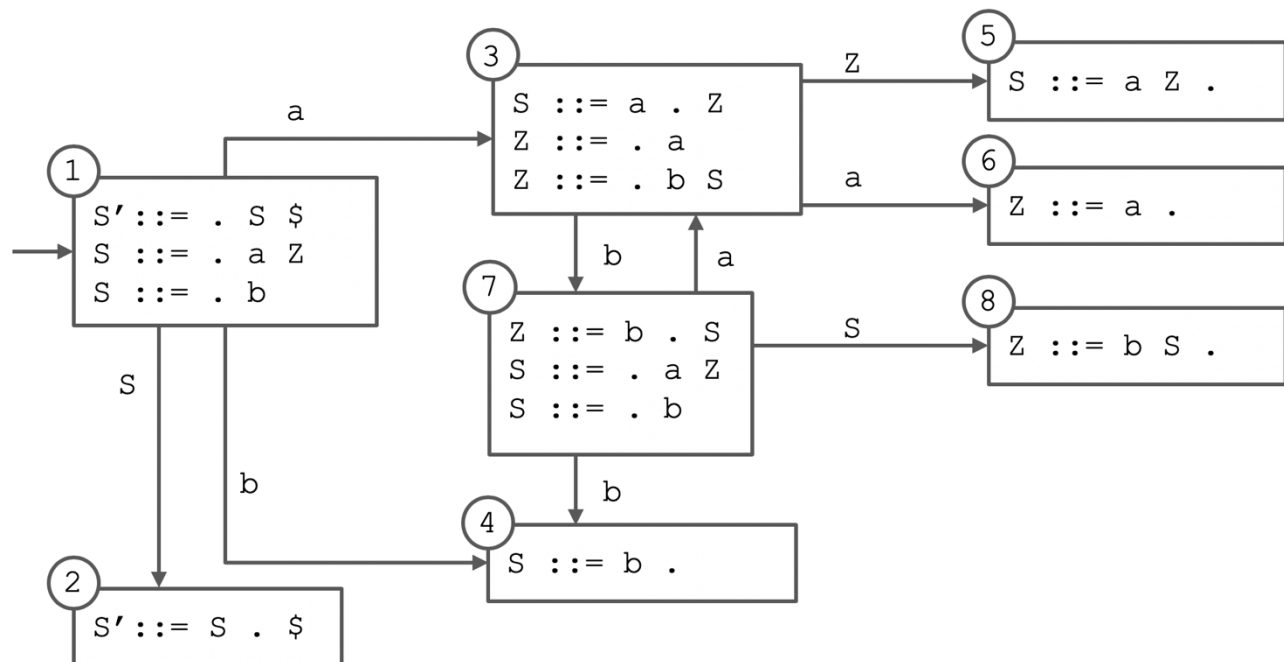 1
S'::= . S $
S ::= . a Z
S ::= . b
a
S
b
2
S'::= S . $
3
S ::= a . Z
Z ::= . a
Z ::= . b S
b
a
7
Z ::= b . S
S ::= . a Z
S ::= . b
b
4
S ::= b .
Z
5
S ::= a Z .
a
6
Z ::= a .
S
8
Z ::= b S .